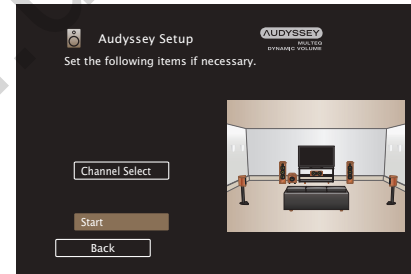 Audyssey Setup
AUDYSSEY
MULTEQ
DYNAMIC VOLUME
Set the following items if necessary.
Channel Select
Start
Back